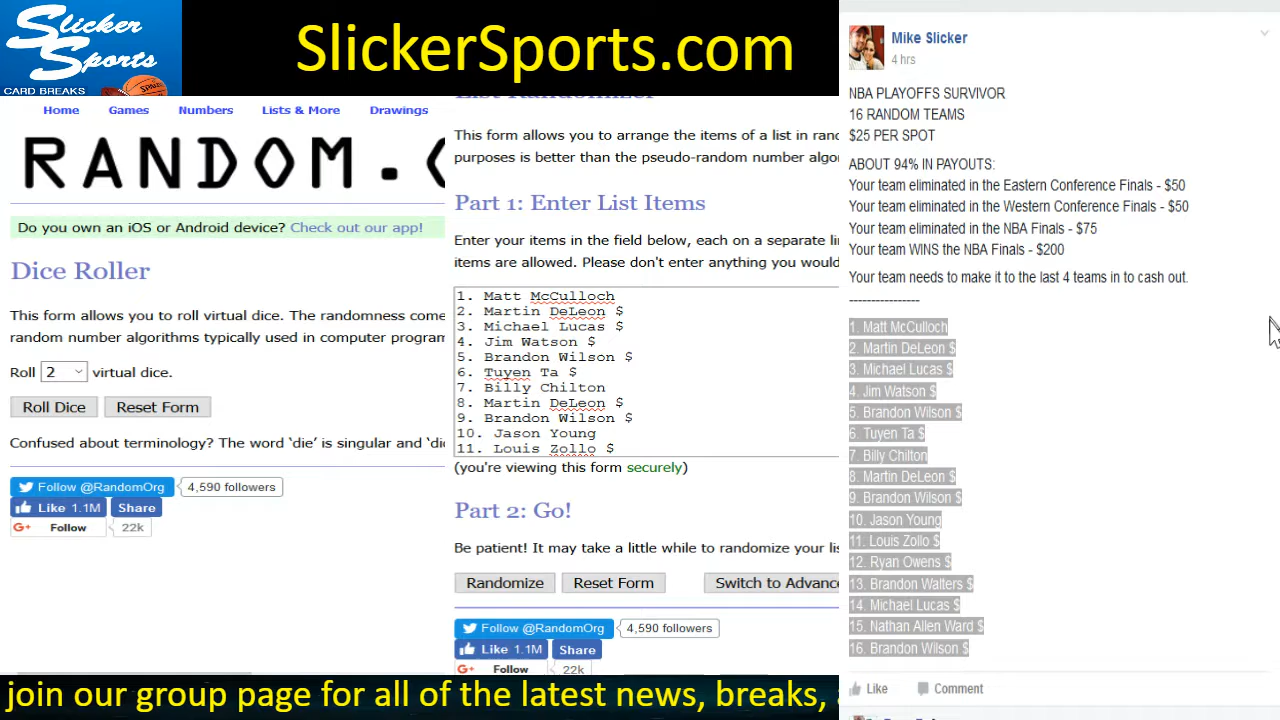 Slicker
Sports
CARD BREAKS
SlickerSports.com
Home Games Numbers Lists & More Drawings
RANDOM.
Do you own an iOS or Android device? Check out our app!
Dice Roller
This form allows you to roll virtual dice. The randomness come
random number algorithms typically used in computer program
Roll 2 virtual dice.
Roll Dice Reset Form
Confused about terminology? The word ‘die’ is singular and ‘dic
Follow @RandomOrg 4,590 followers
Like 1.1M Share
G+ Follow 22k
List Randomizer
This form allows you to arrange the items of a list in rand
purposes is better than the pseudo-random number algo
Part 1: Enter List Items
Enter your items in the field below, each on a separate li
items are allowed. Please don't enter anything you would
1. Matt McCulloch
2. Martin DeLeon $
3. Michael Lucas $
4. Jim Watson $
5. Brandon Wilson $
6. Tuyen Ta $
7. Billy Chilton
8. Martin DeLeon $
9. Brandon Wilson $
10. Jason Young
11. Louis Zollo $
(you're viewing this form securely)
Part 2: Go!
Be patient! It may take a little while to randomize your lis
Randomize Reset Form Switch to Advance
Follow @RandomOrg 4,590 followers
Like 1.1M Share
G+ Follow 22k
Mike Slicker
4 hrs
NBA PLAYOFFS SURVIVOR
16 RANDOM TEAMS
$25 PER SPOT
ABOUT 94% IN PAYOUTS:
Your team eliminated in the Eastern Conference Finals - $50
Your team eliminated in the Western Conference Finals - $50
Your team eliminated in the NBA Finals - $75
Your team WINS the NBA Finals - $200
Your team needs to make it to the last 4 teams in to cash out.
----------------
1. Matt McCulloch
2. Martin DeLeon $
3. Michael Lucas $
4. Jim Watson $
5. Brandon Wilson $
6. Tuyen Ta $
7. Billy Chilton
8. Martin DeLeon $
9. Brandon Wilson $
10. Jason Young
11. Louis Zollo $
12. Ryan Owens $
13. Brandon Walters $
14. Michael Lucas $
15. Nathan Allen Ward $
16. Brandon Wilson $
Like Comment
join our group page for all of the latest news, breaks,